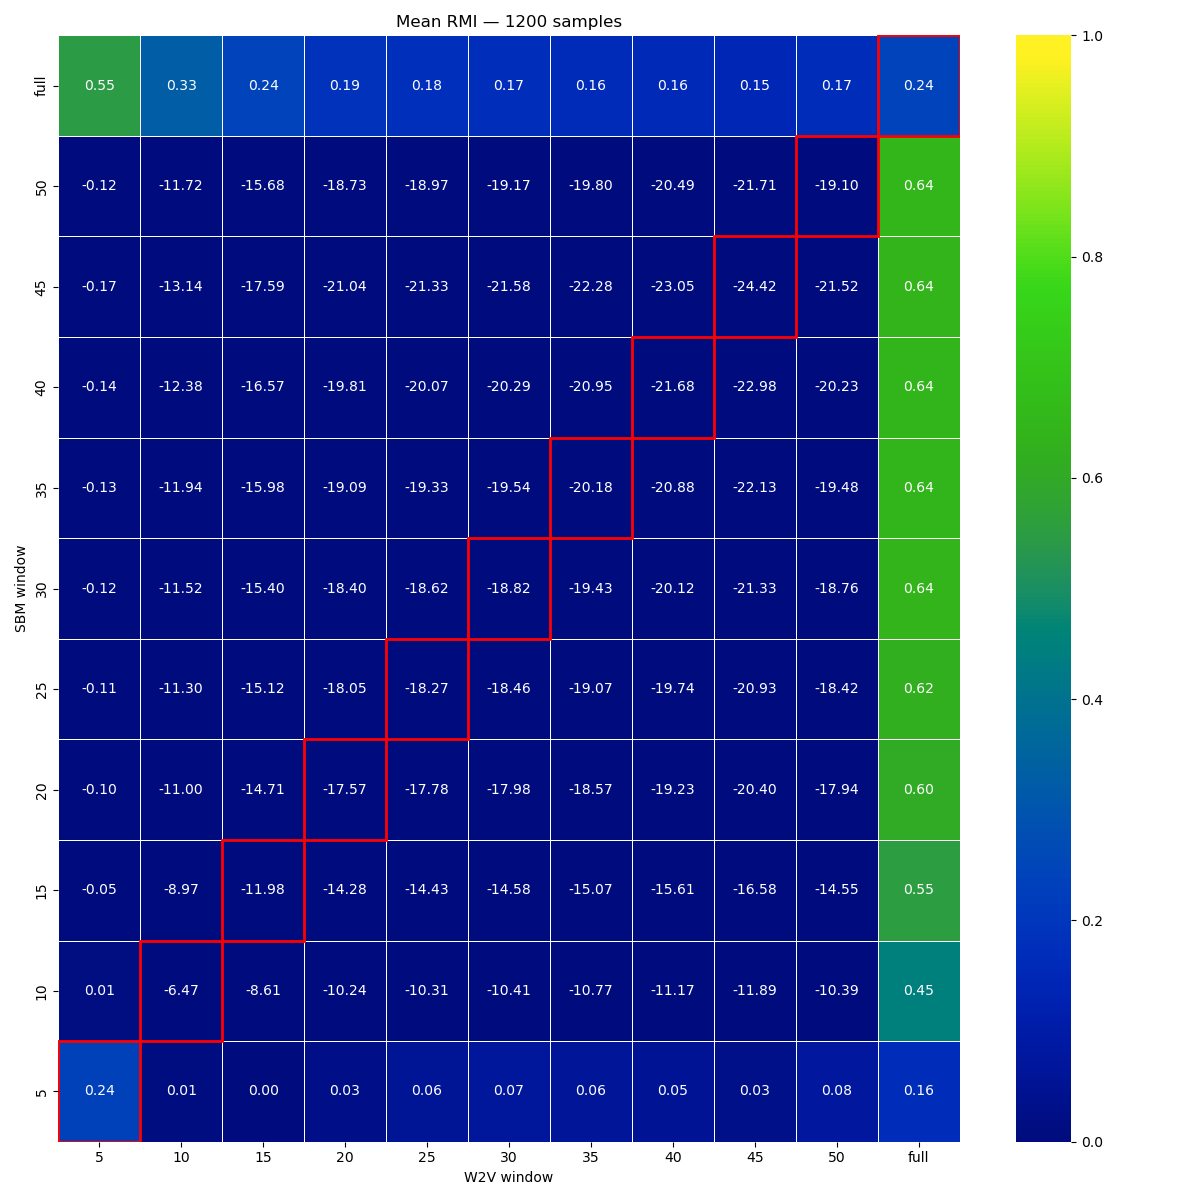 Mean RMI — 1200 samples
full 0.55 0.33 0.24 0.19 0.18 0.17 0.16 0.16 0.15 0.17 0.24
50 -0.12 -11.72 -15.68 -18.73 -18.97 -19.17 -19.80 -20.49 -21.71 -19.10 0.64
45 -0.17 -13.14 -17.59 -21.04 -21.33 -21.58 -22.28 -23.05 -24.42 -21.52 0.64
40 -0.14 -12.38 -16.57 -19.81 -20.07 -20.29 -20.95 -21.68 -22.98 -20.23 0.64
35 -0.13 -11.94 -15.98 -19.09 -19.33 -19.54 -20.18 -20.88 -22.13 -19.48 0.64
30 -0.12 -11.52 -15.40 -18.40 -18.62 -18.82 -19.43 -20.12 -21.33 -18.76 0.64
25 -0.11 -11.30 -15.12 -18.05 -18.27 -18.46 -19.07 -19.74 -20.93 -18.42 0.62
20 -0.10 -11.00 -14.71 -17.57 -17.78 -17.98 -18.57 -19.23 -20.40 -17.94 0.60
15 -0.05 -8.97 -11.98 -14.28 -14.43 -14.58 -15.07 -15.61 -16.58 -14.55 0.55
10 0.01 -6.47 -8.61 -10.24 -10.31 -10.41 -10.77 -11.17 -11.89 -10.39 0.45
5 0.24 0.01 0.00 0.03 0.06 0.07 0.06 0.05 0.03 0.08 0.16
5 10 15 20 25 30 35 40 45 50 full
W2V window
SBM window
1.0
0.8
0.6
0.4
0.2
0.0